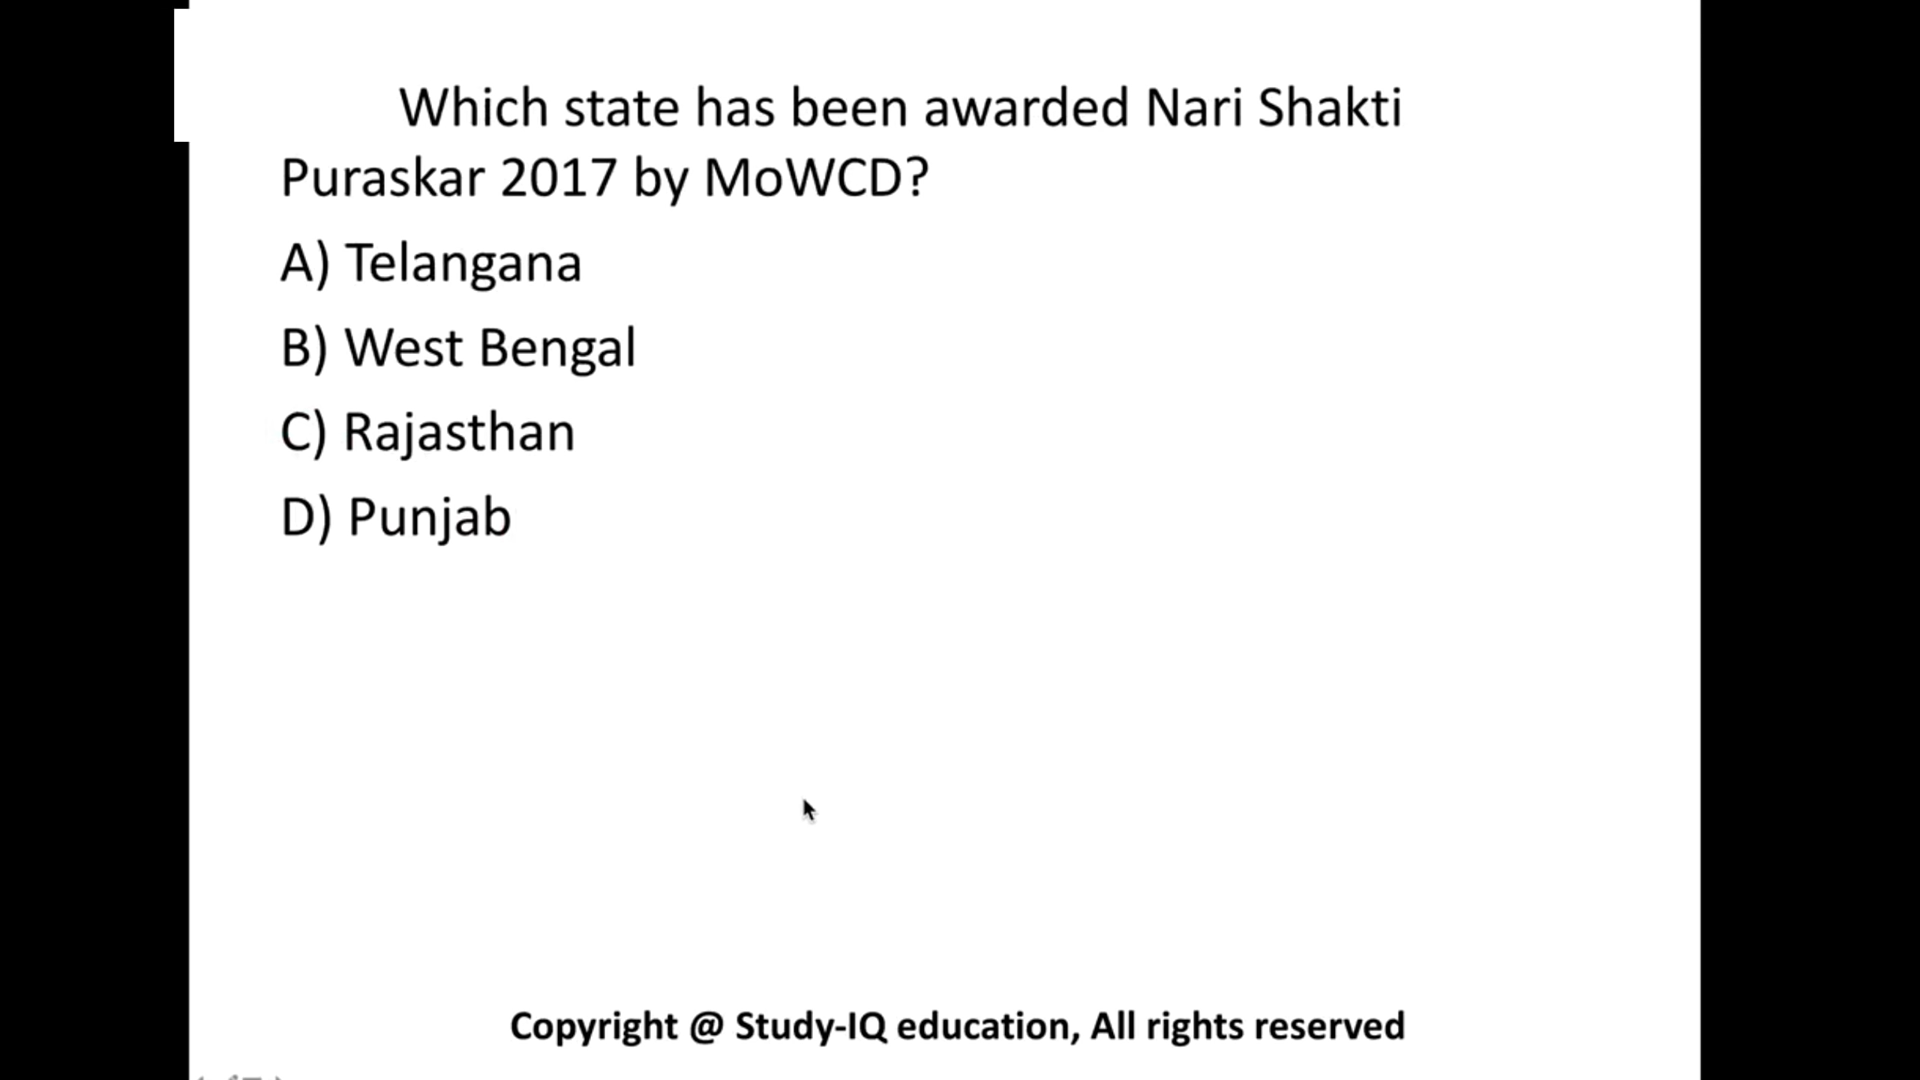 Which state has been awarded Nari Shakti
Puraskar 2017 by MoWCD?
A) Telangana
B) West Bengal
C) Rajasthan
D) Punjab
Copyright @ Study-IQ education, All rights reserved